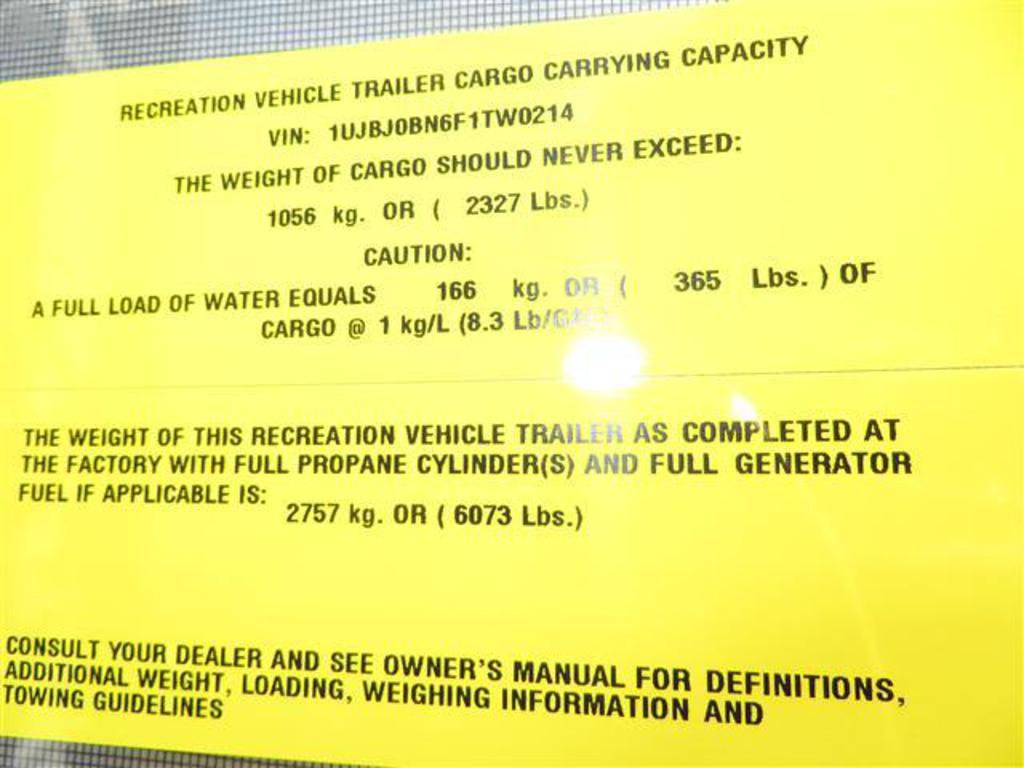 RECREATION VEHICLE TRAILER CARGO CARRYING CAPACITY
VIN: 1UJBJ0BN6F1TW0214
THE WEIGHT OF CARGO SHOULD NEVER EXCEED:
1056 kg. OR ( 2327 Lbs.)
CAUTION:
A FULL LOAD OF WATER EQUALS 166 kg. OR ( 365 Lbs. ) OF
CARGO @ 1 kg/L (8.3 Lb/GAL)
THE WEIGHT OF THIS RECREATION VEHICLE TRAILER AS COMPLETED AT
THE FACTORY WITH FULL PROPANE CYLINDER(S) AND FULL GENERATOR
FUEL IF APPLICABLE IS:
2757 kg. OR ( 6073 Lbs.)
CONSULT YOUR DEALER AND SEE OWNER'S MANUAL FOR DEFINITIONS,
ADDITIONAL WEIGHT, LOADING, WEIGHING INFORMATION AND
TOWING GUIDELINES